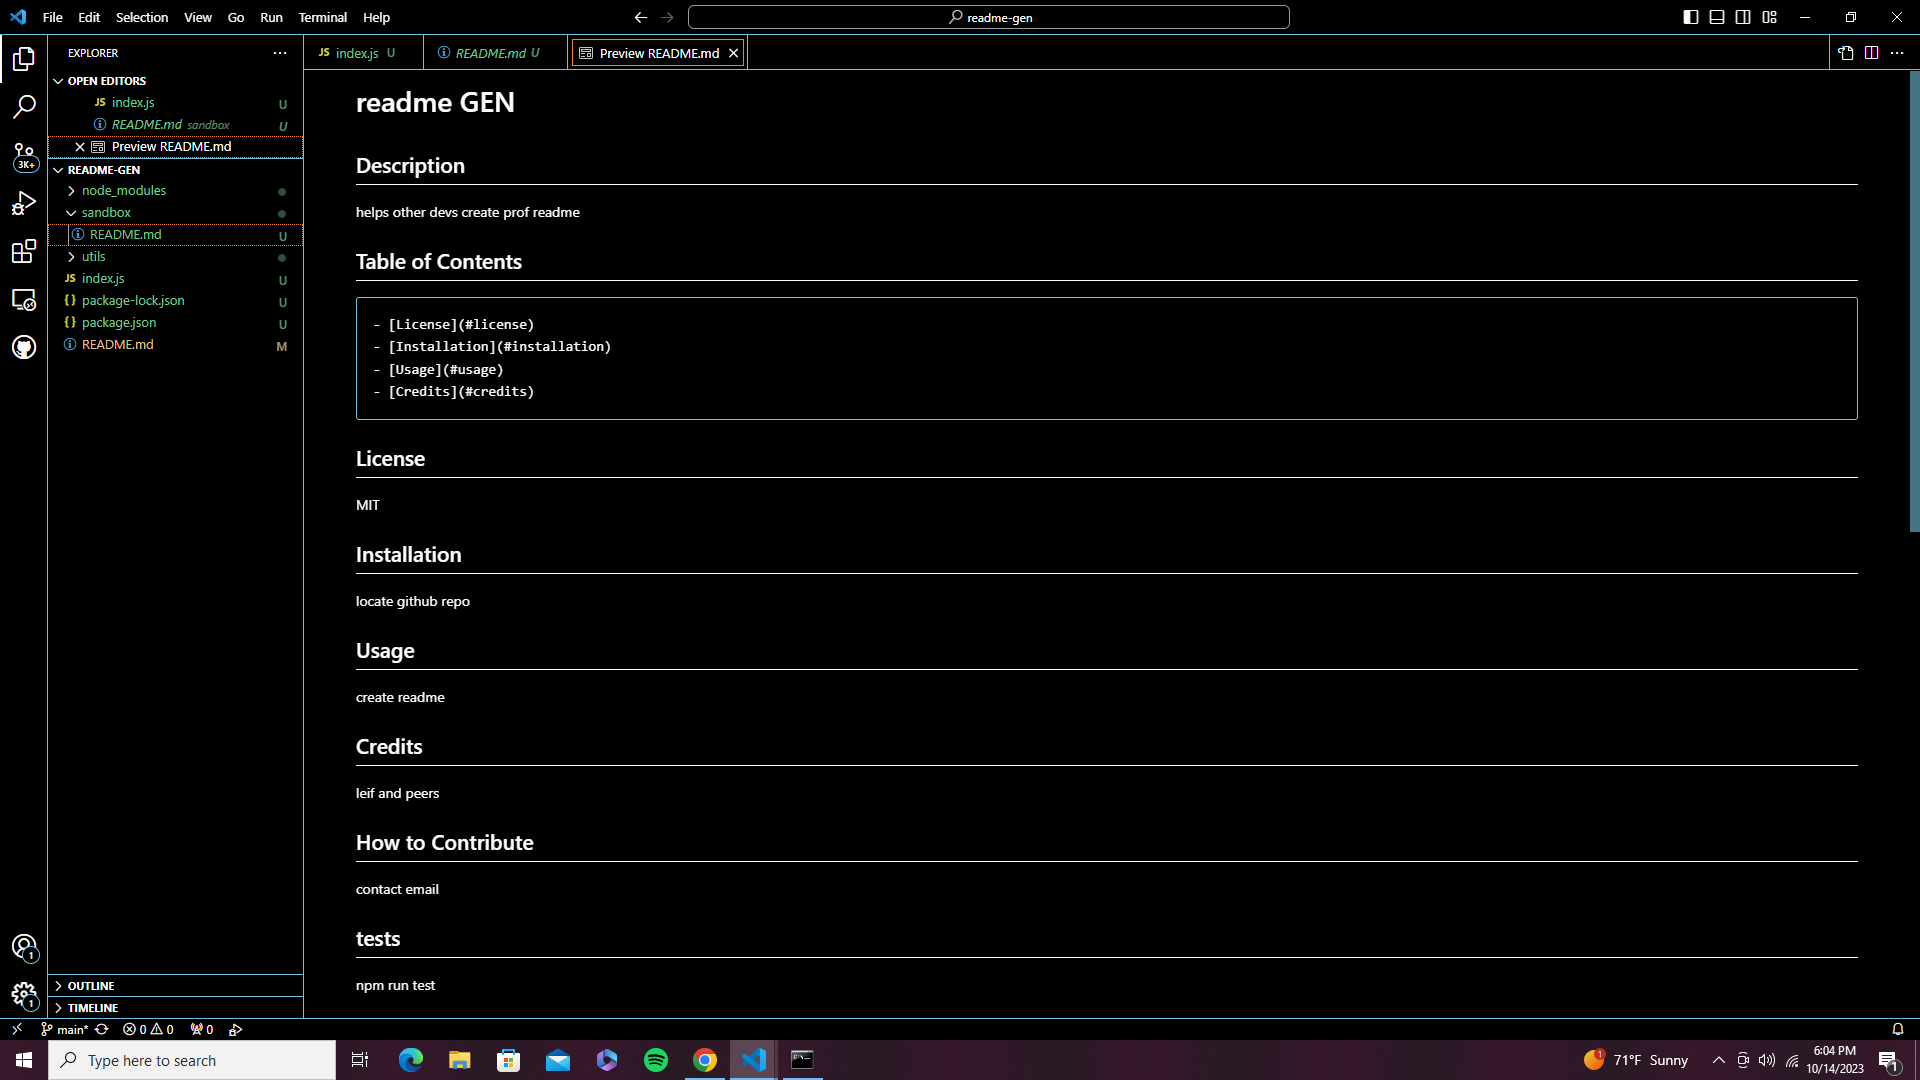 File Edit Selection View Go Run Terminal Help
readme-gen
EXPLORER
OPEN EDITORS
JS index.js U
README.md sandbox U
Preview README.md
README-GEN
node_modules
sandbox
README.md U
utils
JS index.js U
{} package-lock.json U
{} package.json U
README.md M
OUTLINE
TIMELINE
3K+
1
1
JS index.js U
README.md U
Preview README.md
readme GEN
Description
helps other devs create prof readme
Table of Contents
- [License](#license)
- [Installation](#installation)
- [Usage](#usage)
- [Credits](#credits)
License
MIT
Installation
locate github repo
Usage
create readme
Credits
leif and peers
How to Contribute
contact email
tests
npm run test
main* 0 0 0
Type here to search
1
71°F Sunny
6:04 PM
10/14/2023
1